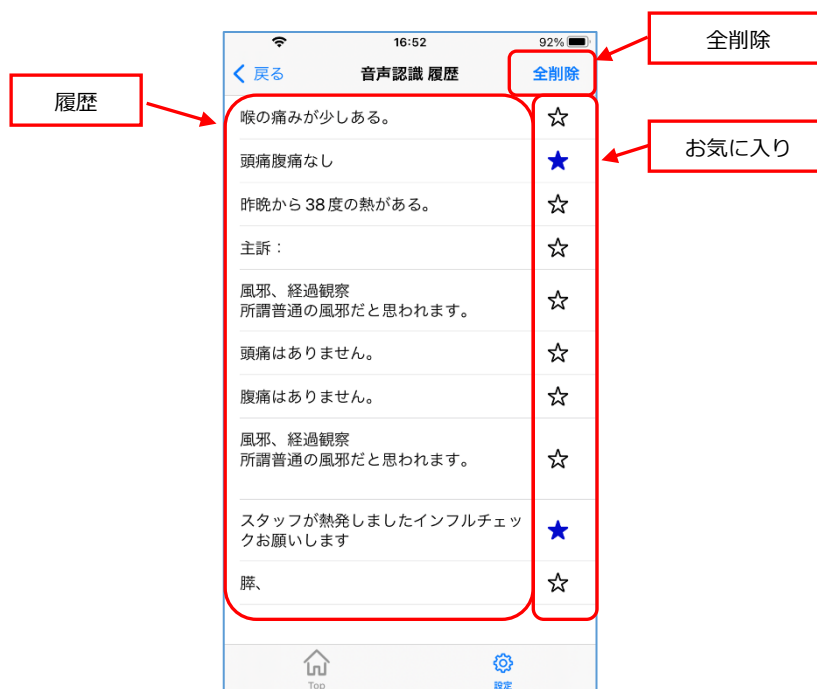 全削除
16:52
92%
戻る
音声認識 履歴
全削除
履歴
喉の痛みが少しある。
お気に入り
頭痛腹痛なし
昨晩から 38 度の熱がある。
主訴：
風邪、経過観察
所謂普通の風邪だと思われます。
頭痛はありません。
腹痛はありません。
風邪、経過観察
所謂普通の風邪だと思われます。
スタッフが熱発しましたインフルチェッ
クお願いします
膵、
Top
設定